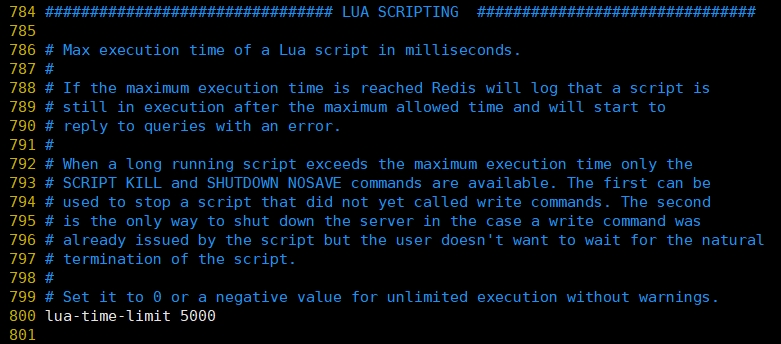 784 ################################ LUA SCRIPTING  ###############################
785
786 # Max execution time of a Lua script in milliseconds.
787 #
788 # If the maximum execution time is reached Redis will log that a script is
789 # still in execution after the maximum allowed time and will start to
790 # reply to queries with an error.
791 #
792 # When a long running script exceeds the maximum execution time only the
793 # SCRIPT KILL and SHUTDOWN NOSAVE commands are available. The first can be
794 # used to stop a script that did not yet called write commands. The second
795 # is the only way to shut down the server in the case a write command was
796 # already issued by the script but the user doesn't want to wait for the natural
797 # termination of the script.
798 #
799 # Set it to 0 or a negative value for unlimited execution without warnings.
800 lua-time-limit 5000
801